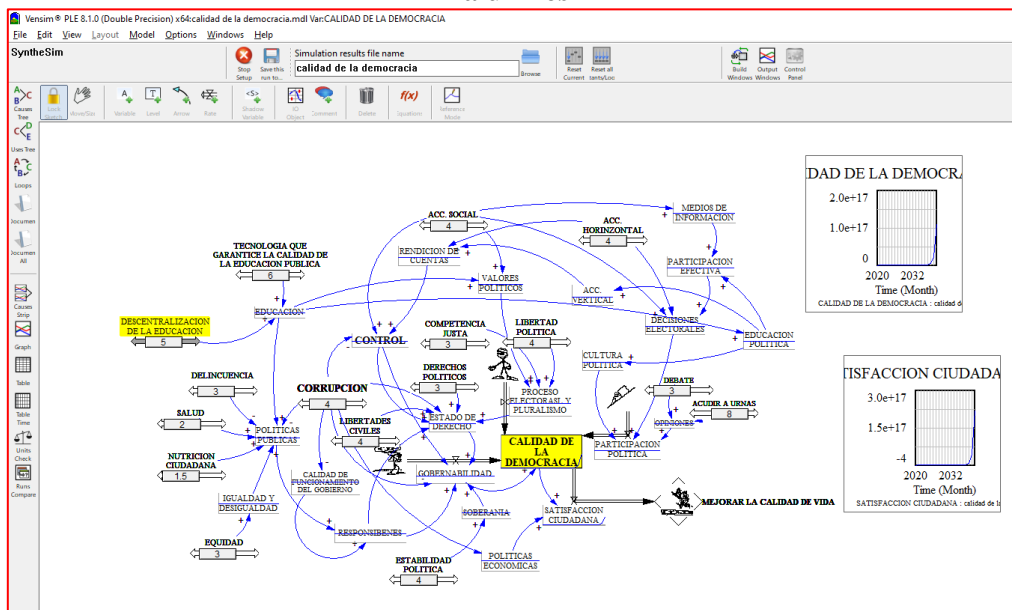 Vensim® PLE 8.1.0 (Double Precision) x64:calidad de la democracia.mdl Var:CALIDAD DE LA DEMOCRACIA
File Edit View Layout Model Options Windows Help
SyntheSim
Stop Setup
Save this run to...
Simulation results file name
calidad de la democracia
Browse
Reset Current
Reset all
Build Windows
Output Windows
Control Panel
Causes Tree
Lock Sketch
Move/Size
Variable
Level
Arrow
Rate
Shadow Variable
IO Object
Comment
Delete
Equations
Reference Mode
Uses Tree
Loops
Documen
Documen All
Causes Strip
Graph
Table
Table Time
Units Check
Runs Compare
ACC. SOCIAL
4
MEDIOS DE
INFORMACION
ACC.
HORINZONTAL
4
RENDICION DE
CUENTAS
TECNOLOGIA QUE
GARANTICE LA CALIDAD DE
LA EDUCACION PUBLICA
6
VALORES
POLITICOS
PARTICIPACION
EFECTIVA
ACC.
VERTICAL
EDUCACION
DESCENTRALIZACION
DE LA EDUCACION
5
COMPETENCIA
JUSTA
3
LIBERTAD
POLITICA
4
DECISIONES
ELECTORALES
EDUCACION
POLITICA
CONTROL
CULTURA
POLITICA
DERECHOS
POLITICOS
3
DELINCUENCIA
3
CORRUPCION
4
PROCESO
ELECTORASL Y
PLURALISMO
DEBATE
3
ACUDIR A URNAS
8
SALUD
2
LIBERTADES
CIVILES
4
ESTADO DE
DERECHO
OPINIONES
POLITICAS
PUBLICAS
CALIDAD DE
LA
DEMOCRACIA
PARTICIPACION
POLITICA
NUTRICION
CIUDADANA
1.5
CALIDAD DE
FUNCIONAMIENTO
DEL GOBIERNO
GOBERNABILIDAD
IGUALDAD Y
DESIGUALDAD
SOBERANIA
SATISFACCION
CIUDADANA
MEJORAR LA CALIDAD DE VIDA
RESPONSIBENES
EQUIDAD
3
ESTABILIDAD
POLITICA
4
POLITICAS
ECONOMICAS
DAD DE LA DEMOCRA
2.0e+17
1.0e+17
0
2020 2032
Time (Month)
CALIDAD DE LA DEMOCRACIA : calidad d
TISFACCION CIUDADA
3.0e+17
1.5e+17
-4
2020 2032
Time (Month)
SATISFACCION CIUDADANA : calidad de la